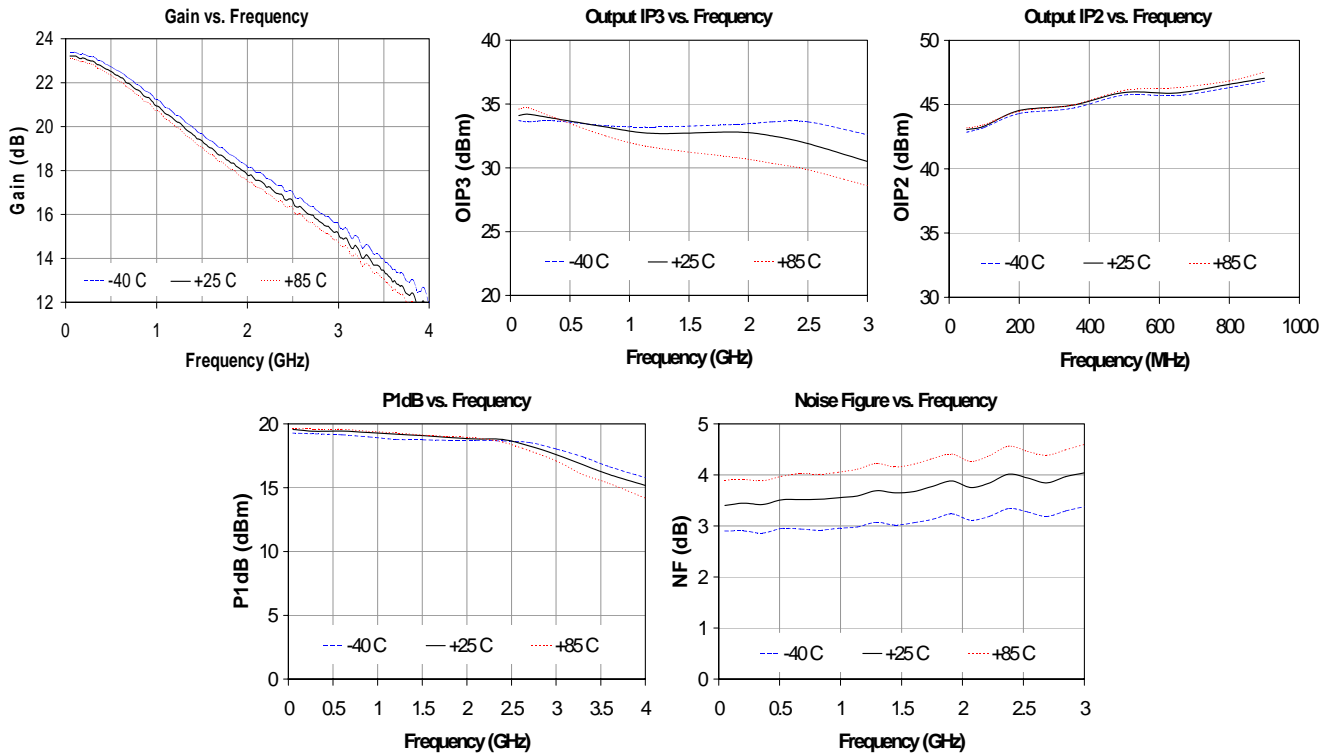 Gain vs. Frequency
24
22
20
18
16
14
12
Gain (dB)
-40 C +25 C +85 C
0 1 2 3 4
Frequency (GHz)
Output IP3 vs. Frequency
40
35
30
25
20
OIP3 (dBm)
-40 C +25 C +85 C
0 0.5 1 1.5 2 2.5 3
Frequency (GHz)
Output IP2 vs. Frequency
50
45
40
35
30
OIP2 (dBm)
-40 C +25 C +85 C
0 200 400 600 800 1000
Frequency (MHz)
P1dB vs. Frequency
20
15
10
5
0
P1dB (dBm)
-40 C +25 C +85 C
0 0.5 1 1.5 2 2.5 3 3.5 4
Frequency (GHz)
Noise Figure vs. Frequency
5
4
3
2
1
0
NF (dB)
-40 C +25 C +85 C
0 0.5 1 1.5 2 2.5 3
Frequency (GHz)